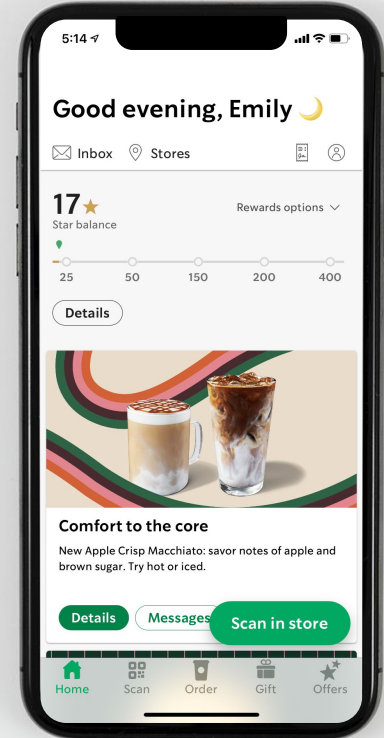 5:14
Good evening, Emily
Inbox Stores
17
Rewards options
Star balance
25 50 150 200 400
Details
Comfort to the core
New Apple Crisp Macchiato: savor notes of apple and
brown sugar. Try hot or iced.
Details Messages
Scan in store
Home Scan Order Gift Offers